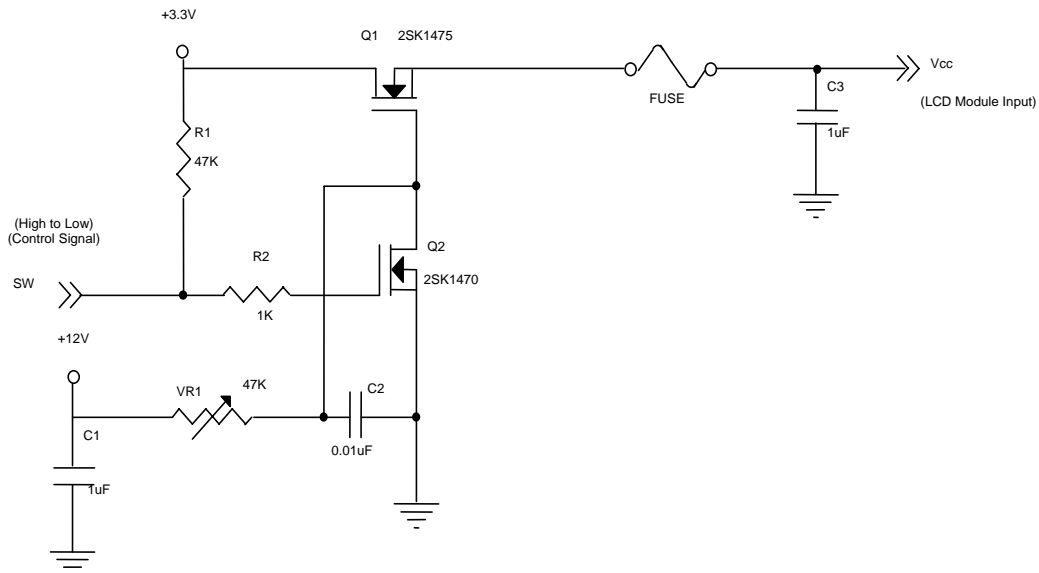 +3.3V
Q1 2SK1475
FUSE
Vcc
(LCD Module Input)
C3
1uF
R1
47K
(High to Low)
(Control Signal)
SW
R2
1K
Q2
2SK1470
+12V
VR1
47K
C2
0.01uF
C1
1uF